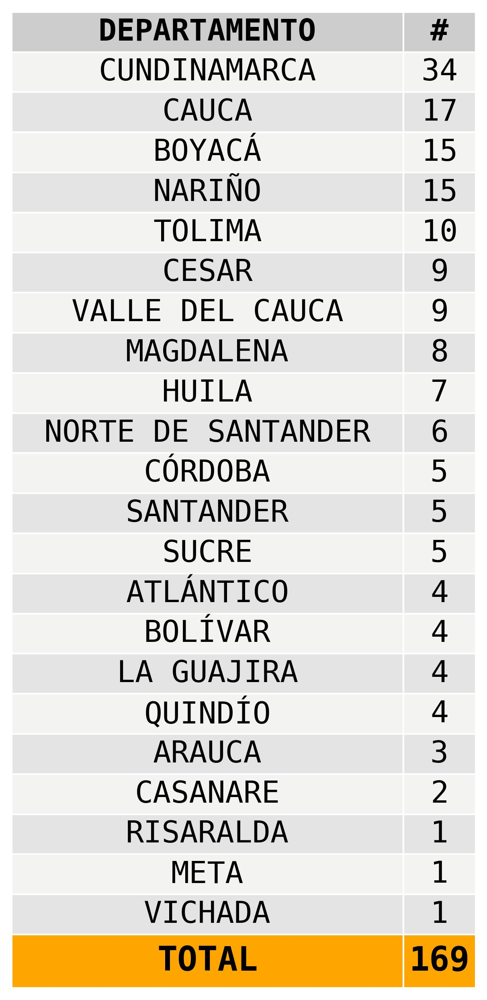 DEPARTAMENTO #
CUNDINAMARCA 34
CAUCA 17
BOYACÁ 15
NARIÑO 15
TOLIMA 10
CESAR 9
VALLE DEL CAUCA 9
MAGDALENA 8
HUILA 7
NORTE DE SANTANDER 6
CÓRDOBA 5
SANTANDER 5
SUCRE 5
ATLÁNTICO 4
BOLÍVAR 4
LA GUAJIRA 4
QUINDÍO 4
ARAUCA 3
CASANARE 2
RISARALDA 1
META 1
VICHADA 1
TOTAL 169